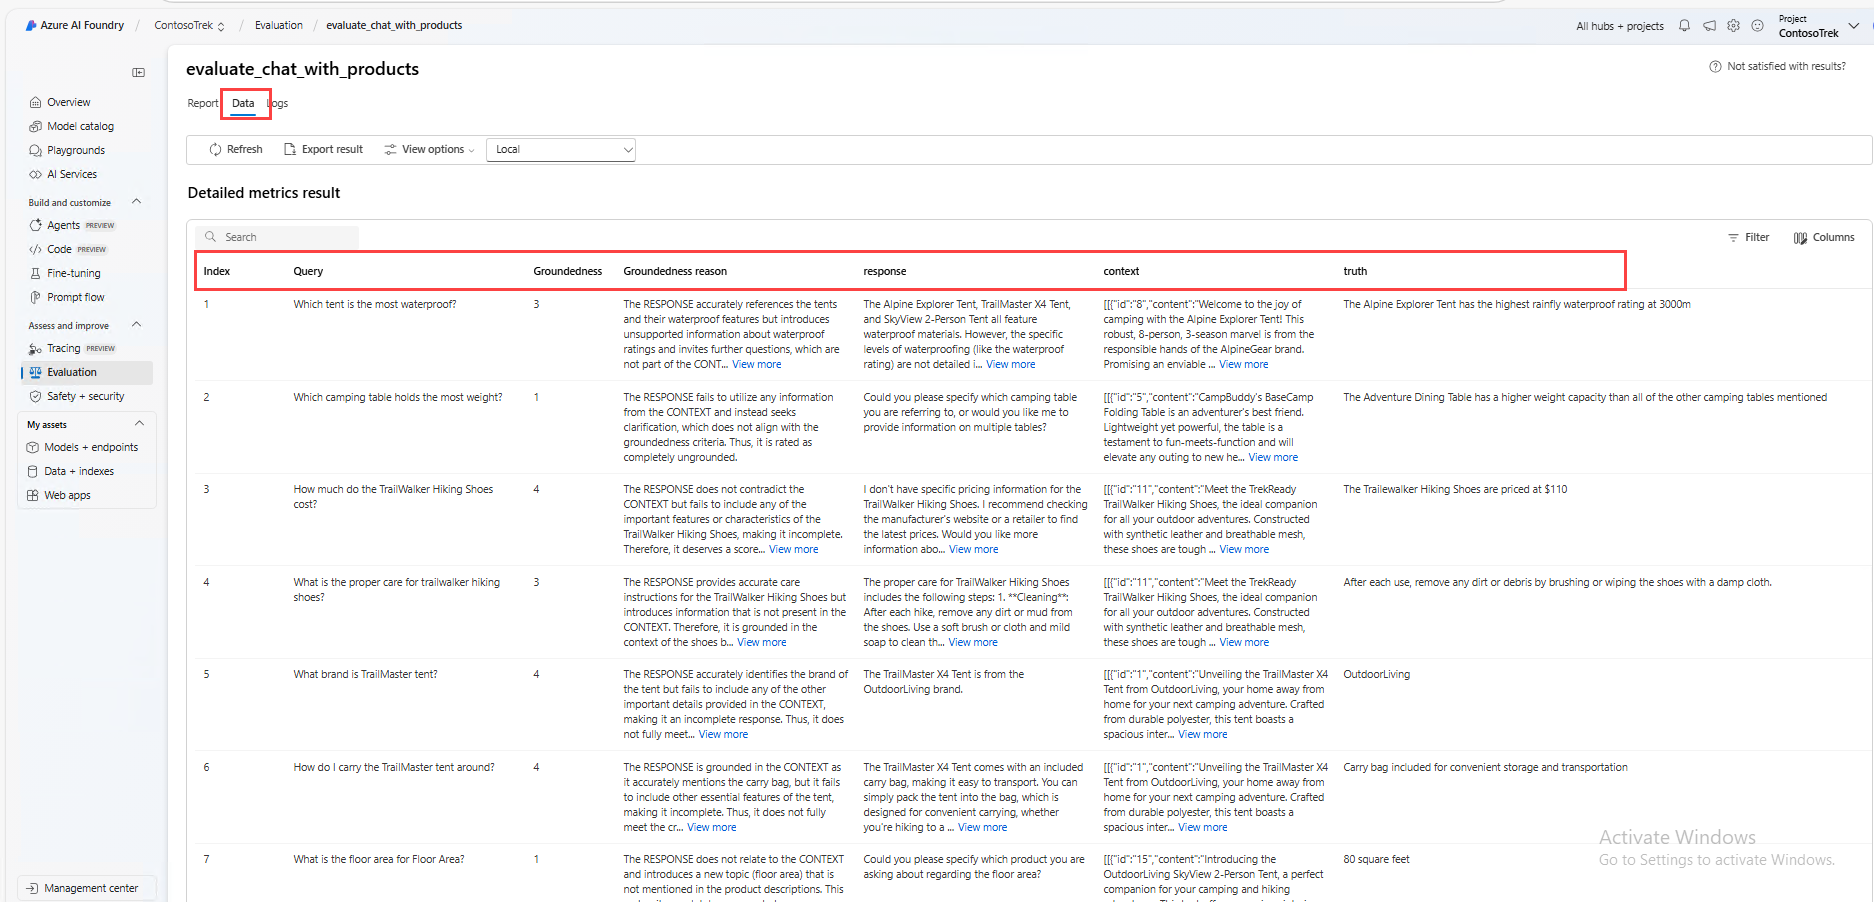 Azure AI Foundry / ContosoTrek / Evaluation / evaluate_chat_with_products
All hubs + projects
Project
ContosoTrek
evaluate_chat_with_products
Not satisfied with results?
Report Data Logs
Refresh Export result View options Local
Detailed metrics result
Search
Filter Columns
Overview
Model catalog
Playgrounds
AI Services
Build and customize
Agents PREVIEW
Code PREVIEW
Fine-tuning
Prompt flow
Assess and improve
Tracing PREVIEW
Evaluation
Safety + security
My assets
Models + endpoints
Data + indexes
Web apps
Management center
Index Query Groundedness Groundedness reason response context truth
1
Which tent is the most waterproof?
3
The RESPONSE accurately references the tents
and their waterproof features but introduces
unsupported information about waterproof
ratings and invites further questions, which are
not part of the CONT... View more
The Alpine Explorer Tent, TrailMaster X4 Tent,
and SkyView 2-Person Tent all feature
waterproof materials. However, the specific
levels of waterproofing (like the waterproof
rating) are not detailed i... View more
[[{"id":"8","content":"Welcome to the joy of
camping with the Alpine Explorer Tent! This
robust, 8-person, 3-season marvel is from the
responsible hands of the AlpineGear brand.
Promising an enviable ... View more
The Alpine Explorer Tent has the highest rainfly waterproof rating at 3000m
2
Which camping table holds the most weight?
1
The RESPONSE fails to utilize any information
from the CONTEXT and instead seeks
clarification, which does not align with the
groundedness criteria. Thus, it is rated as
completely ungrounded.
Could you please specify which camping table
you are referring to, or would you like me to
provide information on multiple tables?
[[{"id":"5","content":"CampBuddy's BaseCamp
Folding Table is an adventurer's best friend.
Lightweight yet powerful, the table is a
testament to fun-meets-function and will
elevate any outing to new he... View more
The Adventure Dining Table has a higher weight capacity than all of the other camping tables mentioned
3
How much do the TrailWalker Hiking Shoes
cost?
4
The RESPONSE does not contradict the
CONTEXT but fails to include any of the
important features or characteristics of the
TrailWalker Hiking Shoes, making it incomplete.
Therefore, it deserves a score... View more
I don't have specific pricing information for the
TrailWalker Hiking Shoes. I recommend checking
the manufacturer's website or a retailer to find
the latest prices. Would you like more
information abo... View more
[[{"id":"11","content":"Meet the TrekReady
TrailWalker Hiking Shoes, the ideal companion
for all your outdoor adventures. Constructed
with synthetic leather and breathable mesh,
these shoes are tough ... View more
The Trailewalker Hiking Shoes are priced at $110
4
What is the proper care for trailwalker hiking
shoes?
3
The RESPONSE provides accurate care
instructions for the TrailWalker Hiking Shoes but
introduces information that is not present in the
CONTEXT. Therefore, it is grounded in the
context of the shoes b... View more
The proper care for TrailWalker Hiking Shoes
includes the following steps: 1. **Cleaning**:
After each hike, remove any dirt or mud from
the shoes. Use a soft brush or cloth and mild
soap to clean th... View more
[[{"id":"11","content":"Meet the TrekReady
TrailWalker Hiking Shoes, the ideal companion
for all your outdoor adventures. Constructed
with synthetic leather and breathable mesh,
these shoes are tough ... View more
After each use, remove any dirt or debris by brushing or wiping the shoes with a damp cloth.
5
What brand is TrailMaster tent?
4
The RESPONSE accurately identifies the brand of
the tent but fails to include any of the other
important details provided in the CONTEXT,
making it an incomplete response. Thus, it does
not fully meet... View more
The TrailMaster X4 Tent is from the
OutdoorLiving brand.
[[{"id":"1","content":"Unveiling the TrailMaster X4
Tent from OutdoorLiving, your home away from
home for your next camping adventure. Crafted
from durable polyester, this tent boasts a
spacious inter... View more
OutdoorLiving
6
How do I carry the TrailMaster tent around?
4
The RESPONSE is grounded in the CONTEXT as
it accurately mentions the carry bag, but it fails
to include other essential features of the tent,
making it incomplete. Thus, it does not fully
meet the cr... View more
The TrailMaster X4 Tent comes with an included
carry bag, making it easy to transport. You can
simply pack the tent into the bag, which is
designed for convenient carrying, whether
you're hiking to a ... View more
[[{"id":"1","content":"Unveiling the TrailMaster X4
Tent from OutdoorLiving, your home away from
home for your next camping adventure. Crafted
from durable polyester, this tent boasts a
spacious inter... View more
Carry bag included for convenient storage and transportation
7
What is the floor area for Floor Area?
1
The RESPONSE does not relate to the CONTEXT
and introduces a new topic (floor area) that is
not mentioned in the product descriptions. This
Could you please specify which product you are
asking about regarding the floor area?
[[{"id":"15","content":"Introducing the
OutdoorLiving SkyView 2-Person Tent, a perfect
companion for your camping and hiking
80 square feet
Activate Windows
Go to Settings to activate Windows.